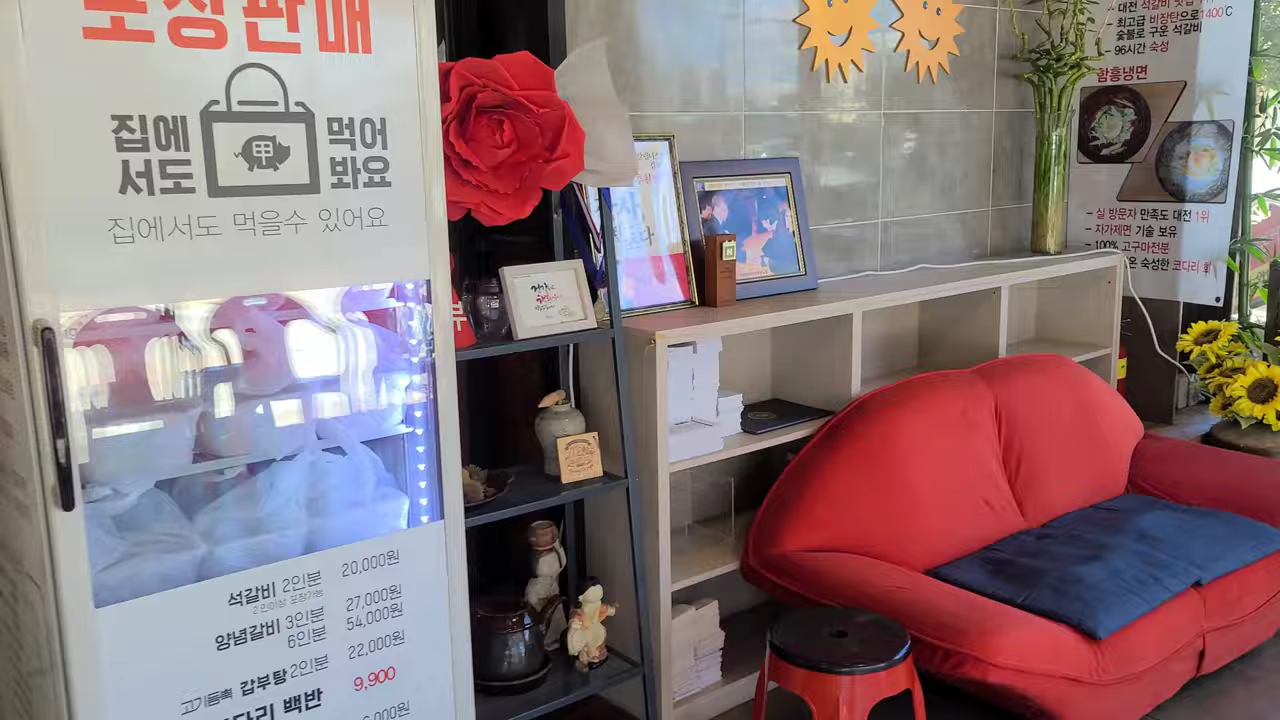 포장판매
집에
서도
먹어
봐요
집에서도 먹을수 있어요
석갈비 2인분 20,000원
2인이상 포장가능
양념갈비 3인분 27,000원
6인분 54,000원
고기듬뿍 갑부탕 2인분 22,000원
다리 백반 9,900
- 최고급 비장탄으로 1400℃
숯불로 구운 석갈비
- 96시간 숙성
함흥냉면
- 실 방문자 만족도 대전 1위
- 자가제면 기술 보유
- 100% 고구마전분
숙성한 코다리